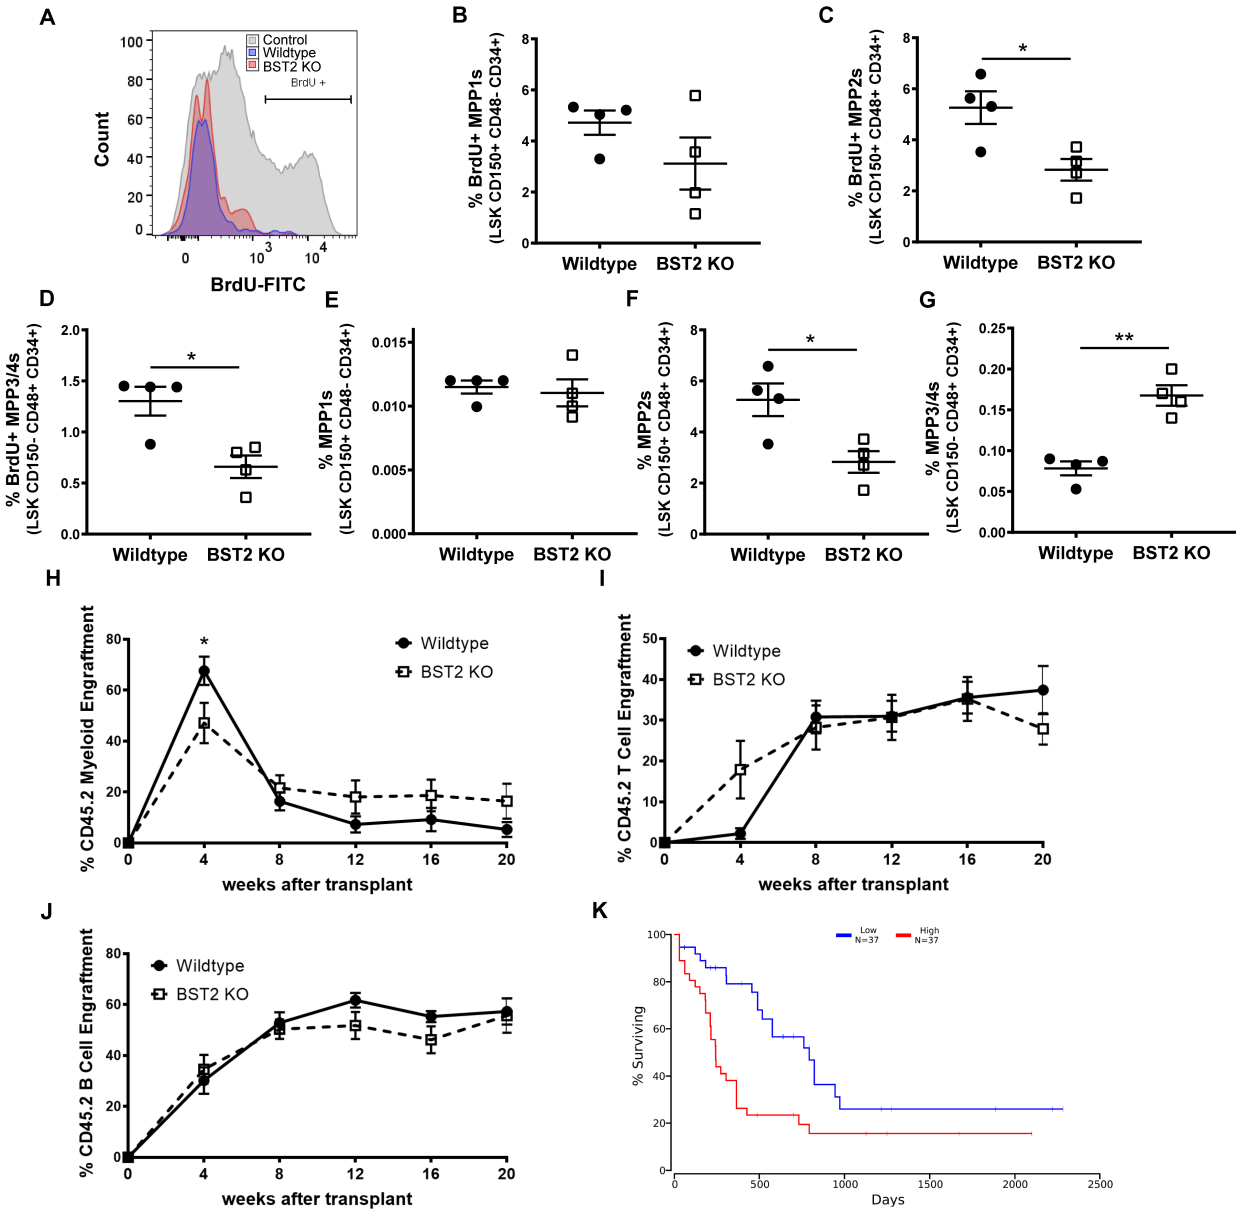 A
Control
Wildtype
BST2 KO
BrdU +
Count
100
80
60
40
20
0
0
10 3
10 4
BrdU-FITC
B
% BrdU+ MPP1s
(LSK CD150+ CD48- CD34+)
8
6
4
2
0
Wildtype
BST2 KO
C
% BrdU+ MPP2s
(LSK CD150+ CD48+ CD34+)
8
6
4
2
0
*
Wildtype
BST2 KO
D
% BrdU+ MPP3/4s
(LSK CD150- CD48+ CD34+)
2.0
1.5
1.0
0.5
0.0
*
Wildtype
BST2 KO
E
% MPP1s
(LSK CD150+ CD48- CD34+)
0.015
0.010
0.005
0.000
Wildtype
BST2 KO
F
% MPP2s
(LSK CD150+ CD48+ CD34+)
8
6
4
2
0
*
Wildtype
BST2 KO
G
% MPP3/4s
(LSK CD150- CD48+ CD34+)
0.25
0.20
0.15
0.10
0.05
0.00
**
Wildtype
BST2 KO
H
% CD45.2 Myeloid Engraftment
80
60
40
20
0
*
Wildtype
BST2 KO
0 4 8 12 16 20
weeks after transplant
I
% CD45.2 T Cell Engraftment
50
40
30
20
10
0
Wildtype
BST2 KO
0 4 8 12 16 20
weeks after transplant
J
% CD45.2 B Cell Engraftment
80
60
40
20
0
Wildtype
BST2 KO
0 4 8 12 16 20
weeks after transplant
K
% Surviving
100
80
60
40
20
0
Low
N=37
High
N=37
0 500 1000 1500 2000 2500
Days